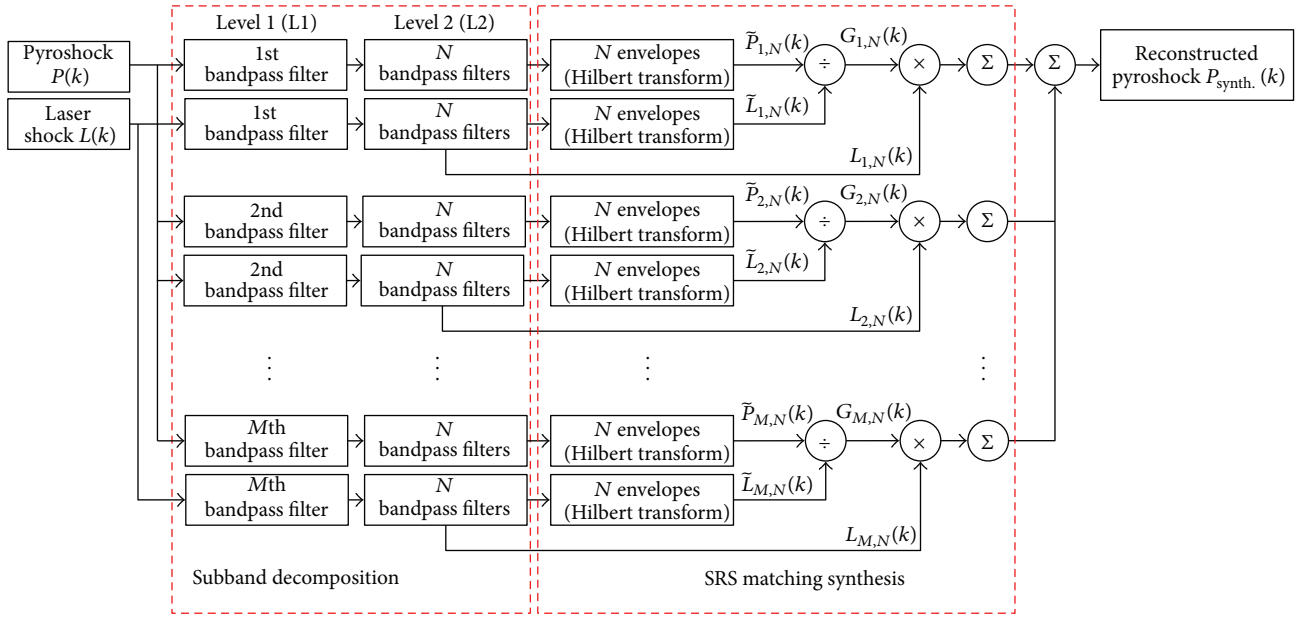 Level 1 (L1)
Level 2 (L2)
Pyroshock
P(k)
1st
bandpass filter
N
bandpass filters
N envelopes
(Hilbert transform)
P̃1,N(k)
÷
G1,N(k)
×
Σ
Σ
Reconstructed
pyroshock Psynth. (k)
Laser
shock L(k)
1st
bandpass filter
N
bandpass filters
N envelopes
(Hilbert transform)
L̃1,N(k)
L1,N(k)
2nd
bandpass filter
N
bandpass filters
N envelopes
(Hilbert transform)
P̃2,N(k)
÷
G2,N(k)
×
Σ
2nd
bandpass filter
N
bandpass filters
N envelopes
(Hilbert transform)
L̃2,N(k)
L2,N(k)
⋮
⋮
⋮
⋮
Mth
bandpass filter
N
bandpass filters
N envelopes
(Hilbert transform)
P̃M,N(k)
÷
GM,N(k)
×
Σ
Mth
bandpass filter
N
bandpass filters
N envelopes
(Hilbert transform)
L̃M,N(k)
LM,N(k)
Subband decomposition
SRS matching synthesis